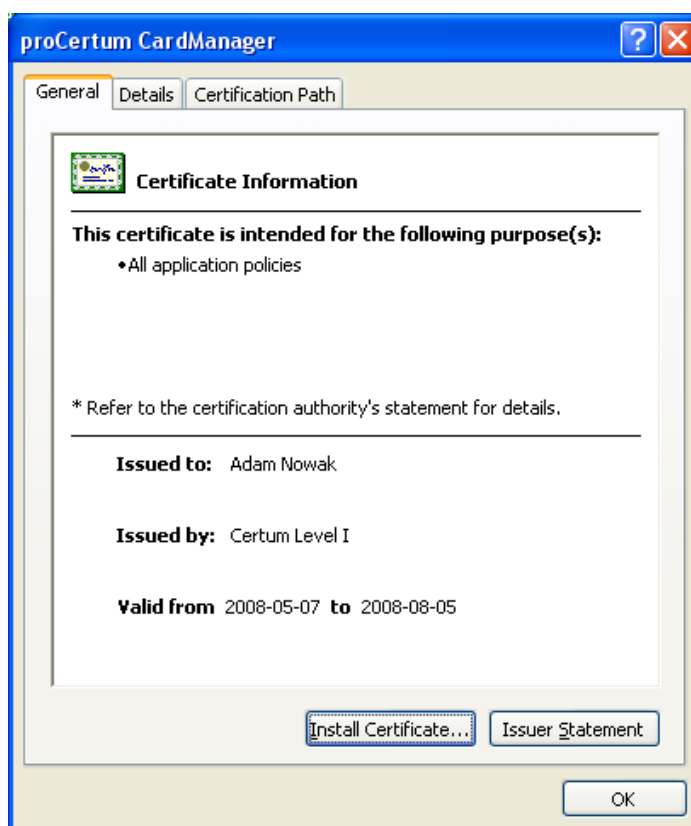 proCertum CardManager
General Details Certification Path
Certificate Information
This certificate is intended for the following purpose(s):
•All application policies
* Refer to the certification authority's statement for details.
Issued to: Adam Nowak
Issued by: Certum Level I
Valid from 2008-05-07 to 2008-08-05
Install Certificate... Issuer Statement
OK